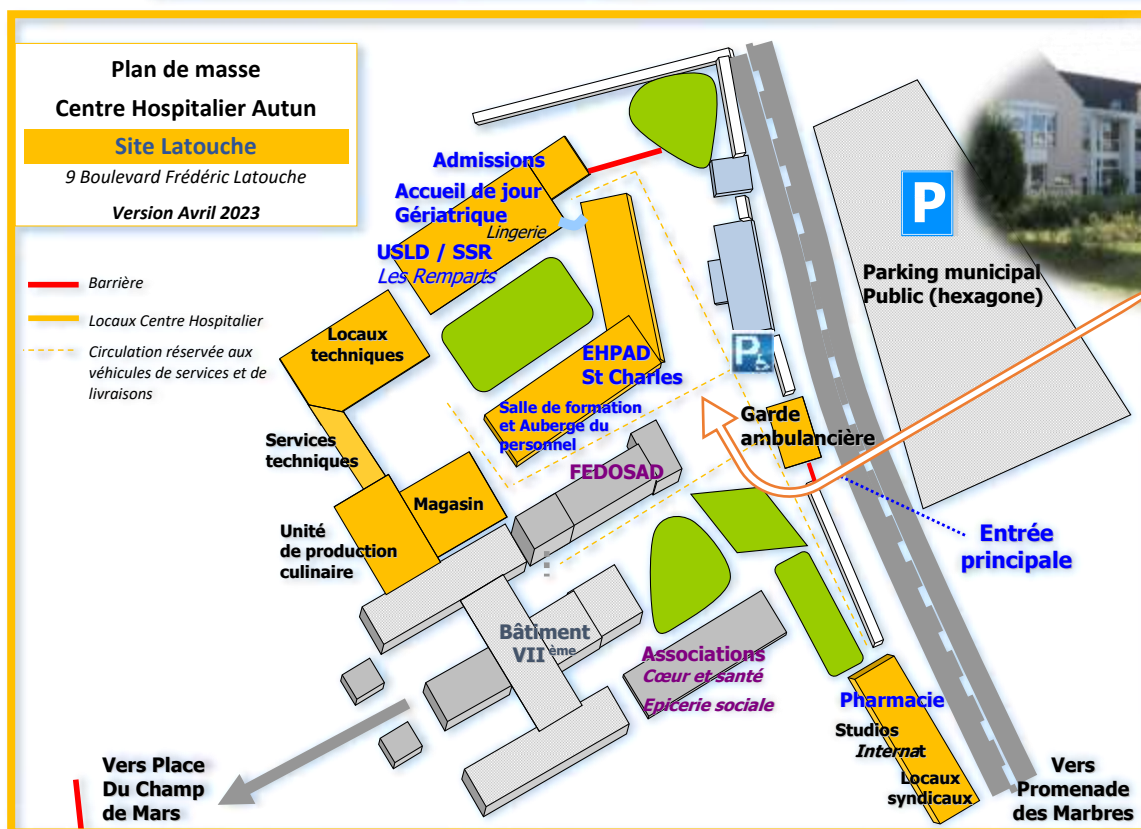 Plan de masse
Centre Hospitalier Autun
Site Latouche
9 Boulevard Frédéric Latouche
Version Avril 2023
Barrière
Locaux Centre Hospitalier
Circulation réservée aux
véhicules de services et de
livraisons
Admissions
Accueil de jour
Gériatrique
Lingerie
USLD / SSR
Les Remparts
P
Parking municipal
Public (hexagone)
Locaux
techniques
EHPAD
St Charles
P
Salle de formation
et Auberge du
personnel
Garde
ambulancière
Services
techniques
FEDOSAD
Magasin
Unité
de production
culinaire
Entrée
principale
Bâtiment
VII ème
Associations
Cœur et santé
Epicerie sociale
Pharmacie
Studios
Internat
Locaux
syndicaux
Vers Place
Du Champ
de Mars
Vers
Promenade
des Marbres